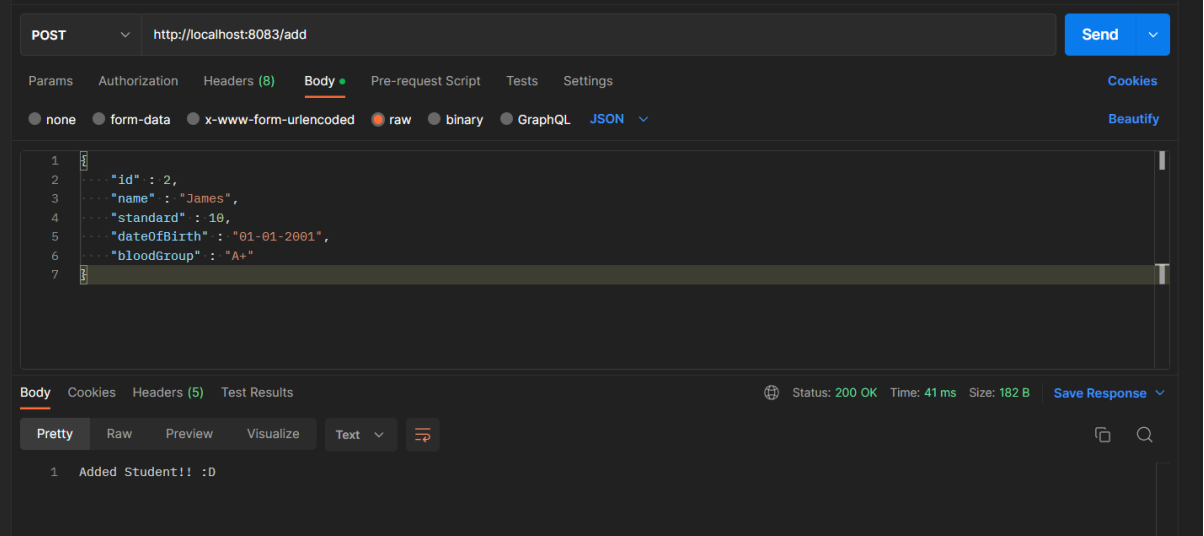 POST http://localhost:8083/add Send
Params Authorization Headers (8) Body Pre-request Script Tests Settings Cookies
none form-data x-www-form-urlencoded raw binary GraphQL JSON Beautify
1 {
2 "id" : 2,
3 "name" : "James",
4 "standard" : 10,
5 "dateOfBirth" : "01-01-2001",
6 "bloodGroup" : "A+"
7 }
Body Cookies Headers (5) Test Results Status: 200 OK Time: 41 ms Size: 182 B Save Response
Pretty Raw Preview Visualize Text
1 Added Student!! :D